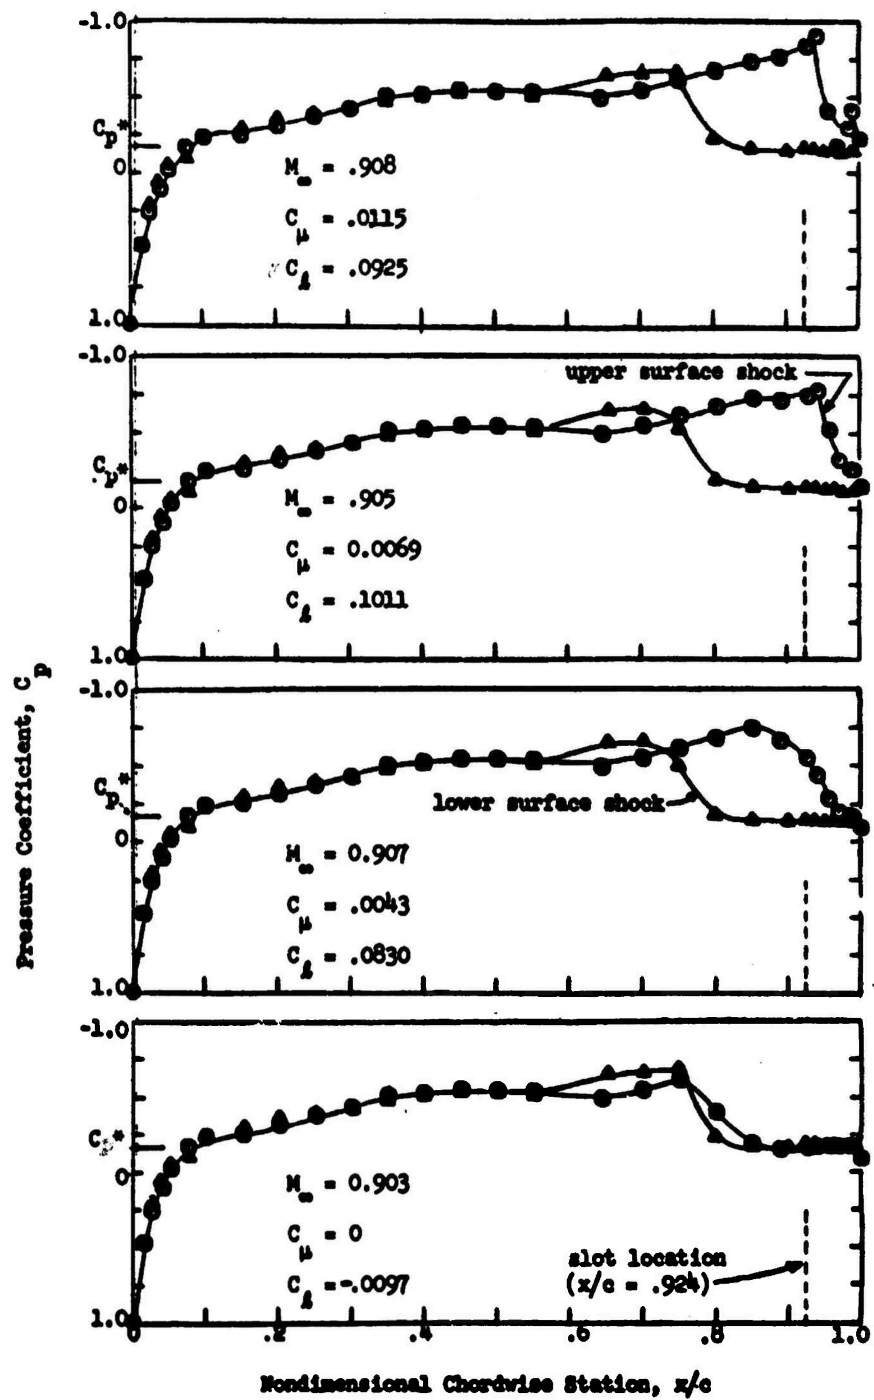 -1.0
Cp*
0
1.0
M∞ = .908
Cμ = .0115
Cℓ = .0925
-1.0
Cp*
0
1.0
upper surface shock
M∞ = .905
Cμ = 0.0069
Cℓ = .1011
-1.0
Cp*
0
1.0
lower surface shock
M∞ = 0.907
Cμ = .0043
Cℓ = .0830
-1.0
Cp*
0
1.0
M∞ = 0.903
Cμ = 0
Cℓ = -.0097
slot location
(x/c = .924)
0 .2 .4 .6 .8 1.0
Nondimensional Chordwise Station, x/c
Pressure Coefficient, Cp